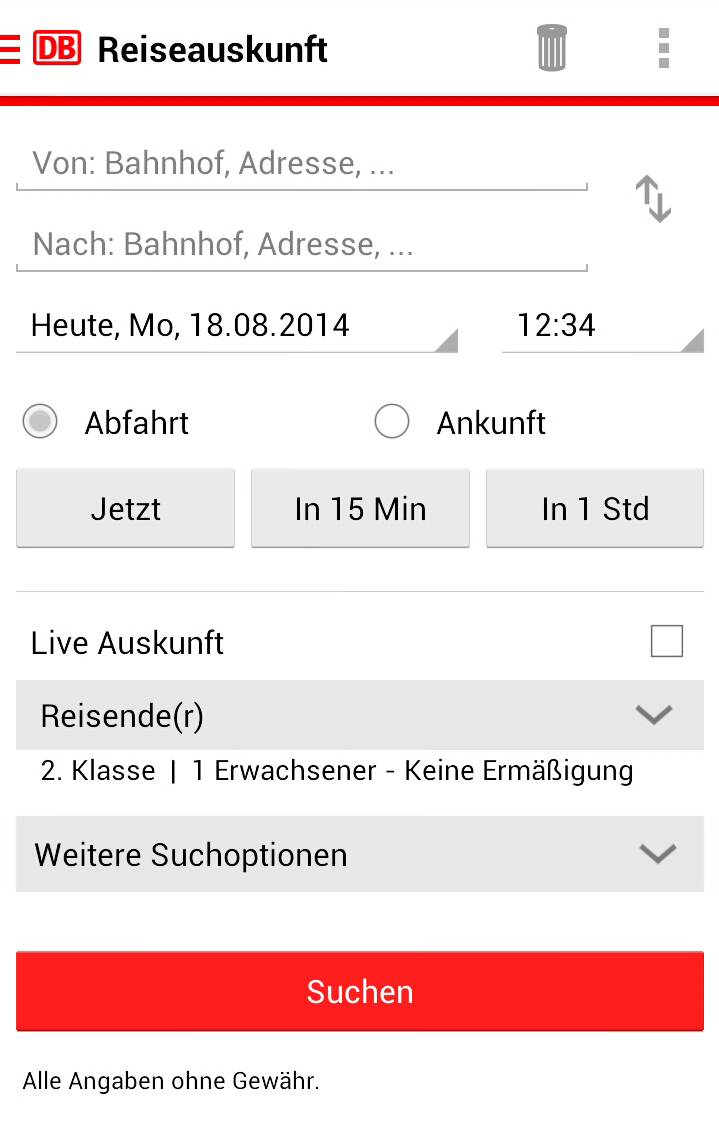 DB Reiseauskunft
Von: Bahnhof, Adresse, ...
Nach: Bahnhof, Adresse, ...
Heute, Mo, 18.08.2014 12:34
Abfahrt Ankunft
Jetzt In 15 Min In 1 Std
Live Auskunft
Reisende(r)
2. Klasse | 1 Erwachsener - Keine Ermäßigung
Weitere Suchoptionen
Suchen
Alle Angaben ohne Gewähr.